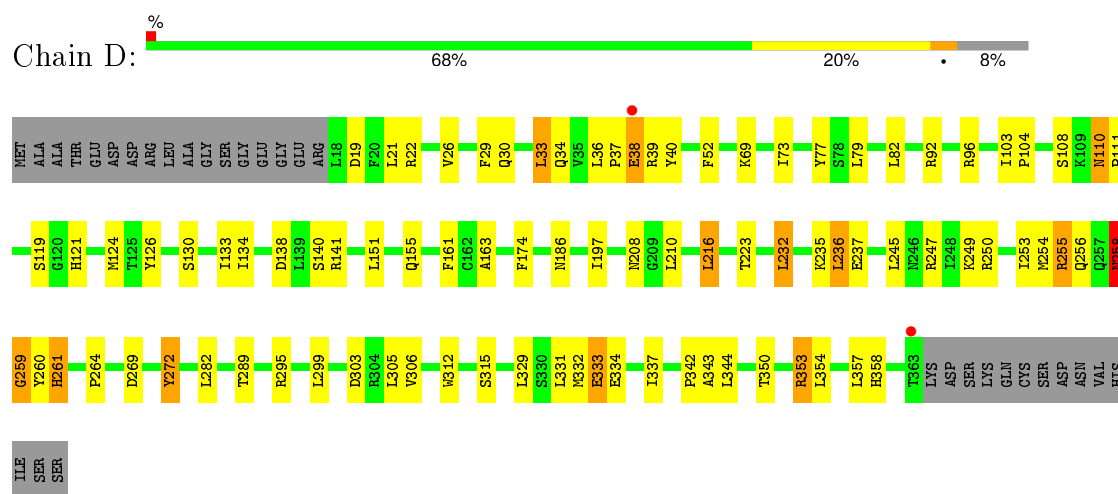 %
Chain D:
68% 20% • 8%
MET ALA ALA THR GLU ASP ASP ARG LEU ALA GLY SER GLY GLU GLY GLU ARG L18 D19 F20 L21 R22 V26 F29 Q30 L33 Q34 V35 L36 P37 E38 R39 Y40 F52 K69 I73 Y77 S78 L79 L82 R92 R96 I103 P104 S108 K109 N110 P111
S119 G120 H121 M124 T125 Y126 S130 I133 I134 D138 L139 S140 R141 L151 Q155 F161 C162 A163 F174 N186 I197 N208 G209 L210 L216 T223 L232 K235 L236 E237 L245 N246 R247 I248 K249 R250 I253 M254 R255 Q256 Q257 N258
G259 Y260 H261 P264 D269 Y272 L282 T289 R295 L299 D303 R304 L305 V306 W312 S315 L329 S330 L331 M332 E333 E334 I337 P342 A343 L344 T350 R353 L354 L357 H358 T363 LYS ASP SER LYS GLN CYS SER ASP ASN VAL HIS
ILE SER SER